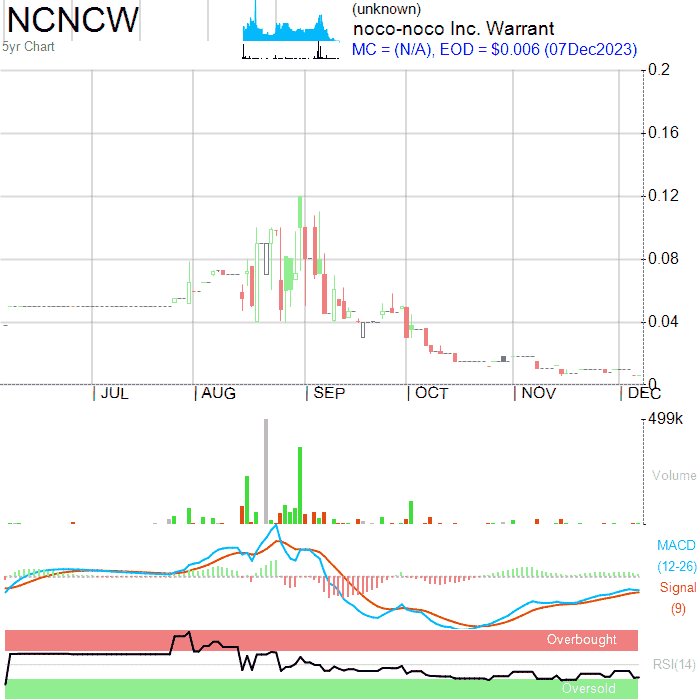 NCNCW
5yr Chart
(unknown)
noco-noco Inc. Warrant
MC = (N/A), EOD = $0.006 (07Dec2023)
0.2
0.16
0.12
0.08
0.04
0
JUL AUG SEP OCT NOV DEC
499k
Volume
MACD
(12-26)
Signal
(9)
Overbought
RSI(14)
Oversold